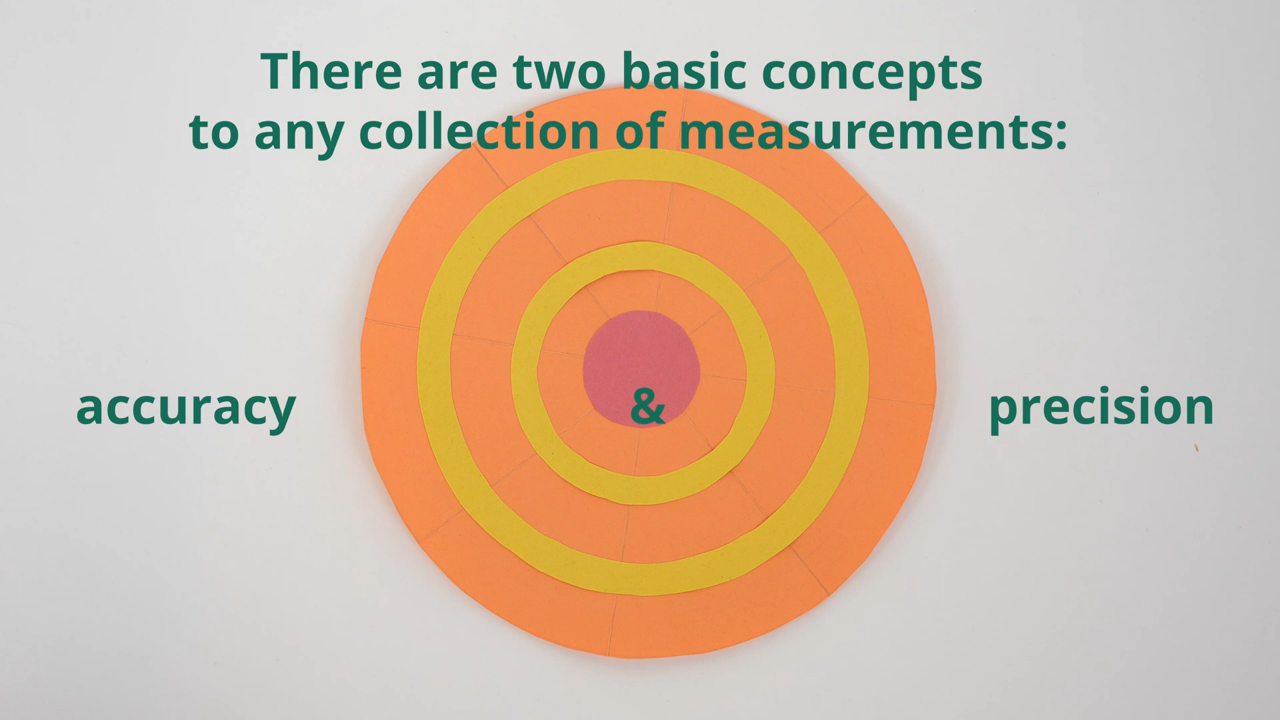 There are two basic concepts
to any collection of measurements:
accuracy & precision